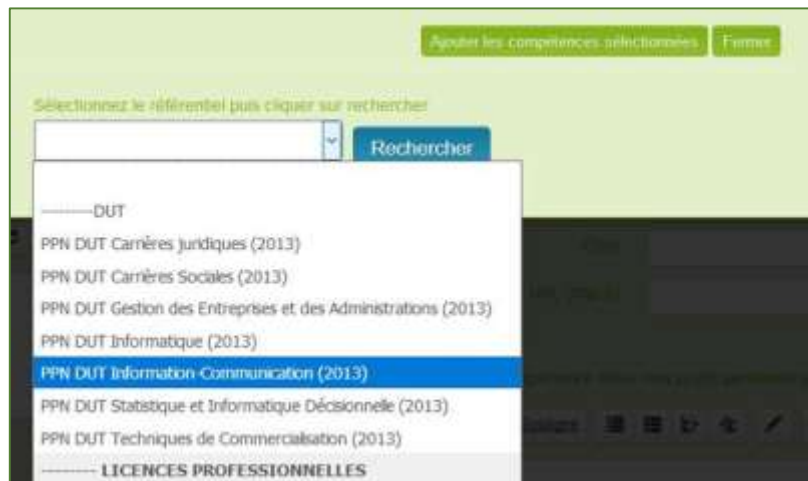 Ajouter les compétences sélectionnées Fermer
Sélectionnez le référentiel puis cliquer sur rechercher
Rechercher
--------DUT
PPN DUT Carrières juridiques (2013)
PPN DUT Carrières Sociales (2013)
PPN DUT Gestion des Entreprises et des Administrations (2013)
PPN DUT Informatique (2013)
PPN DUT Information-Communication (2013)
PPN DUT Statistique et Informatique Décisionnelle (2013)
PPN DUT Techniques de Commercialisation (2013)
-------- LICENCES PROFESSIONNELLES